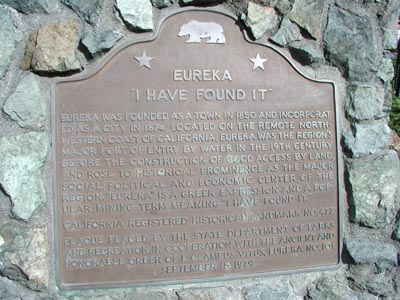 EUREKA
"I HAVE FOUND IT"
EUREKA WAS FOUNDED AS A TOWN IN 1850 AND INCORPORAT
ED AS A CITY IN 1874. LOCATED ON THE REMOTE NORTH
WESTERN COAST OF CALIFORNIA, EUREKA WAS THE REGIONS
MAJOR PORT OF ENTRY BY WATER IN THE 19TH CENTURY
BEFORE THE CONSTRUCTION OF GOOD ACCESS BY LAND,
AND ROSE TO HISTORICAL PROMINENCE AS THE MAJOR
SOCIAL, POLITICAL AND ECONOMIC CENTER OF THE
REGION. "EUREKA" IS A GREEK EXPRESSION AND A POP
ULAR MINING TERM MEANING "I HAVE FOUND IT."
CALIFORNIA REGISTERED HISTORICAL LANDMARK NO. 477
PLAQUE PLACED BY THE STATE DEPARTMENT OF PARKS
AND RECREATION IN COOPERATION WITH THE ANCIENT AND
HONORABLE ORDER OF E CLAMPUS VITUS, EUREKA NO. 101
SEPTEMBER 15, 1979